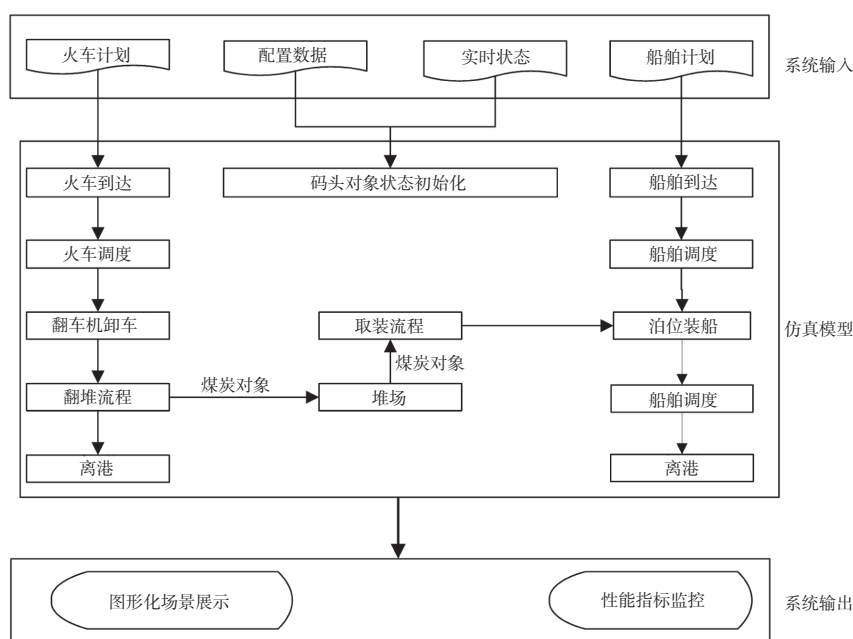 火车计划
配置数据
实时状态
船舶计划
系统输入
火车到达
码头对象状态初始化
船舶到达
火车调度
船舶调度
翻车机卸车
取装流程
泊位装船
仿真模型
煤炭对象
煤炭对象
翻堆流程
堆场
船舶调度
离港
离港
图形化场景展示
性能指标监控
系统输出